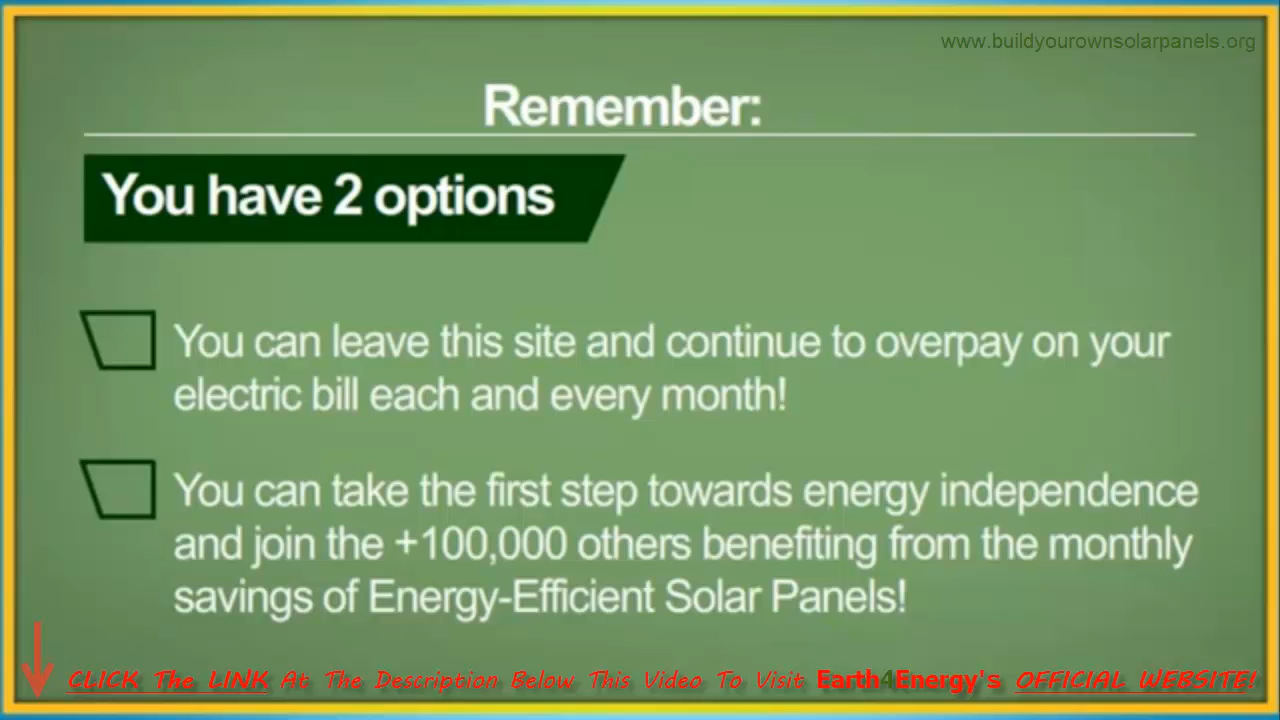 www.buildyourownsolarpanels.org
Remember:
You have 2 options
You can leave this site and continue to overpay on your
electric bill each and every month!
You can take the first step towards energy independence
and join the +100,000 others benefiting from the monthly
savings of Energy-Efficient Solar Panels!
CLICK The LINK At The Description Below This Video To Visit Earth4Energy's OFFICIAL WEBSITE!